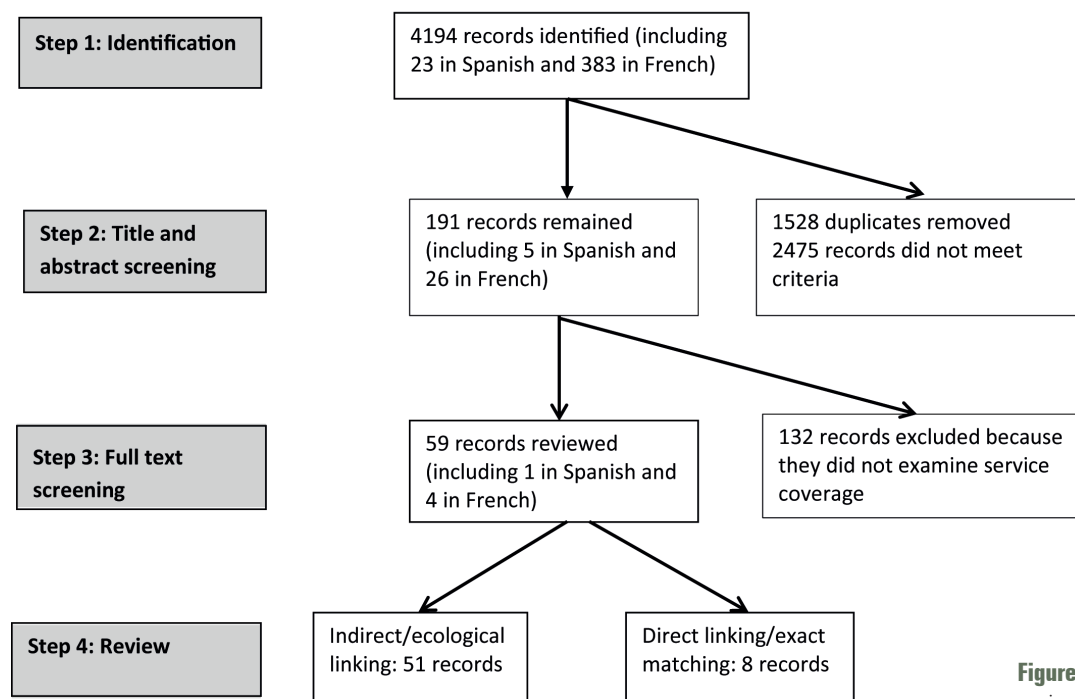 Step 1: Identification
4194 records identified (including
23 in Spanish and 383 in French)
Step 2: Title and
abstract screening
191 records remained
(including 5 in Spanish and
26 in French)
1528 duplicates removed
2475 records did not meet
criteria
Step 3: Full text
screening
59 records reviewed
(including 1 in Spanish and
4 in French)
132 records excluded because
they did not examine service
coverage
Step 4: Review
Indirect/ecological
linking: 51 records
Direct linking/exact
matching: 8 records
Figure